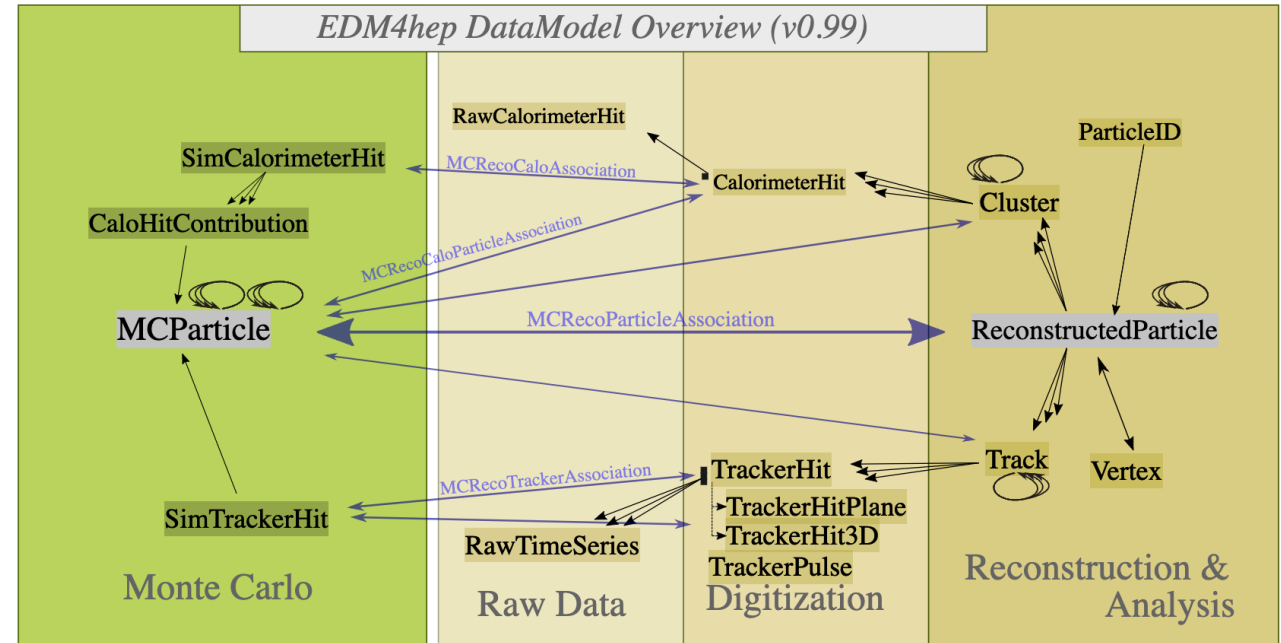 EDM4hep DataModel Overview (v0.99)
RawCalorimeterHit
ParticleID
SimCalorimeterHit
MCRecoCaloAssociation
CalorimeterHit
Cluster
CaloHitContribution
MCRecoCaloParticleAssociation
MCParticle
MCRecoParticleAssociation
ReconstructedParticle
TrackerHit
Track
Vertex
MCRecoTrackerAssociation
TrackerHitPlane
SimTrackerHit
TrackerHit3D
RawTimeSeries
TrackerPulse
Monte Carlo
Raw Data
Digitization
Reconstruction &
Analysis